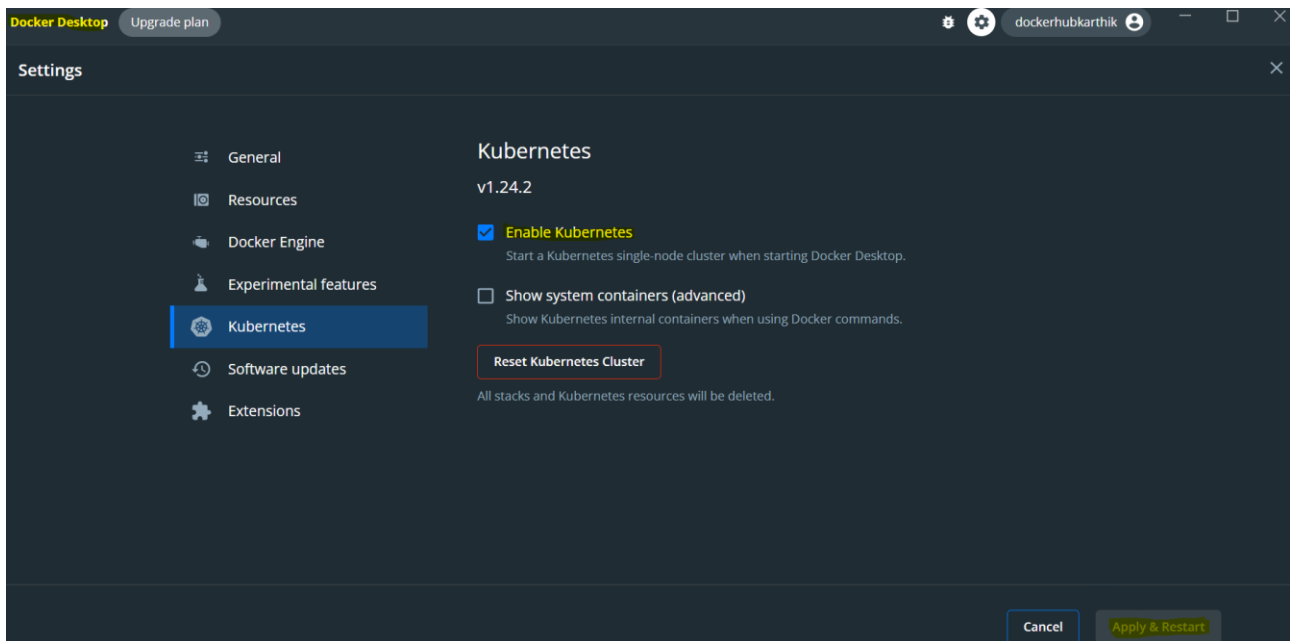 Docker Desktop Upgrade plan dockerhubkarthik
Settings
General
Resources
Docker Engine
Experimental features
Kubernetes
Software updates
Extensions
Kubernetes
v1.24.2
Enable Kubernetes
Start a Kubernetes single-node cluster when starting Docker Desktop.
Show system containers (advanced)
Show Kubernetes internal containers when using Docker commands.
Reset Kubernetes Cluster
All stacks and Kubernetes resources will be deleted.
Cancel Apply & Restart